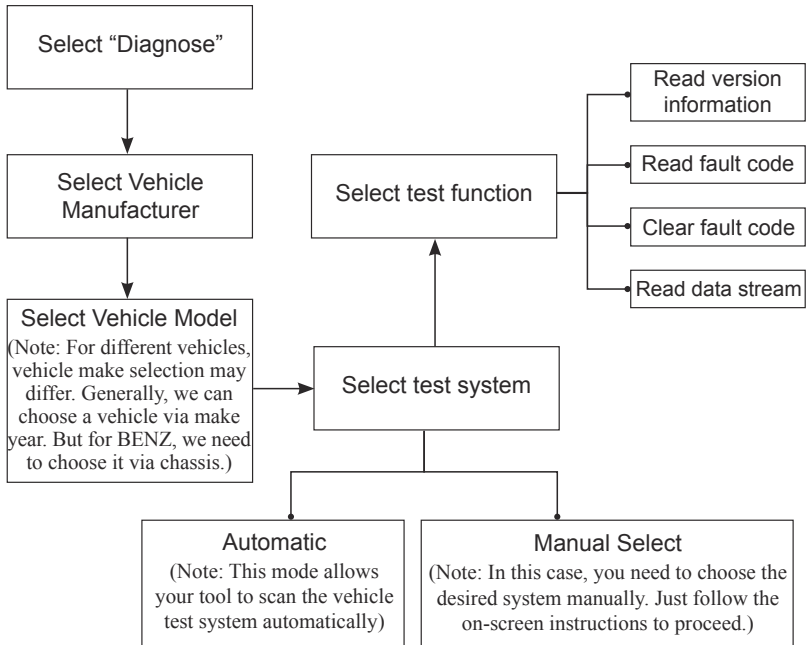 Select “Diagnose”
Select Vehicle
Manufacturer
Select Vehicle Model
(Note: For different vehicles,
vehicle make selection may
differ. Generally, we can
choose a vehicle via make
year. But for BENZ, we need
to choose it via chassis.)
Select test system
Automatic
(Note: This mode allows
your tool to scan the vehicle
test system automatically)
Manual Select
(Note: In this case, you need to choose the
desired system manually. Just follow the
on-screen instructions to proceed.)
Select test function
Read version
information
Read fault code
Clear fault code
Read data stream